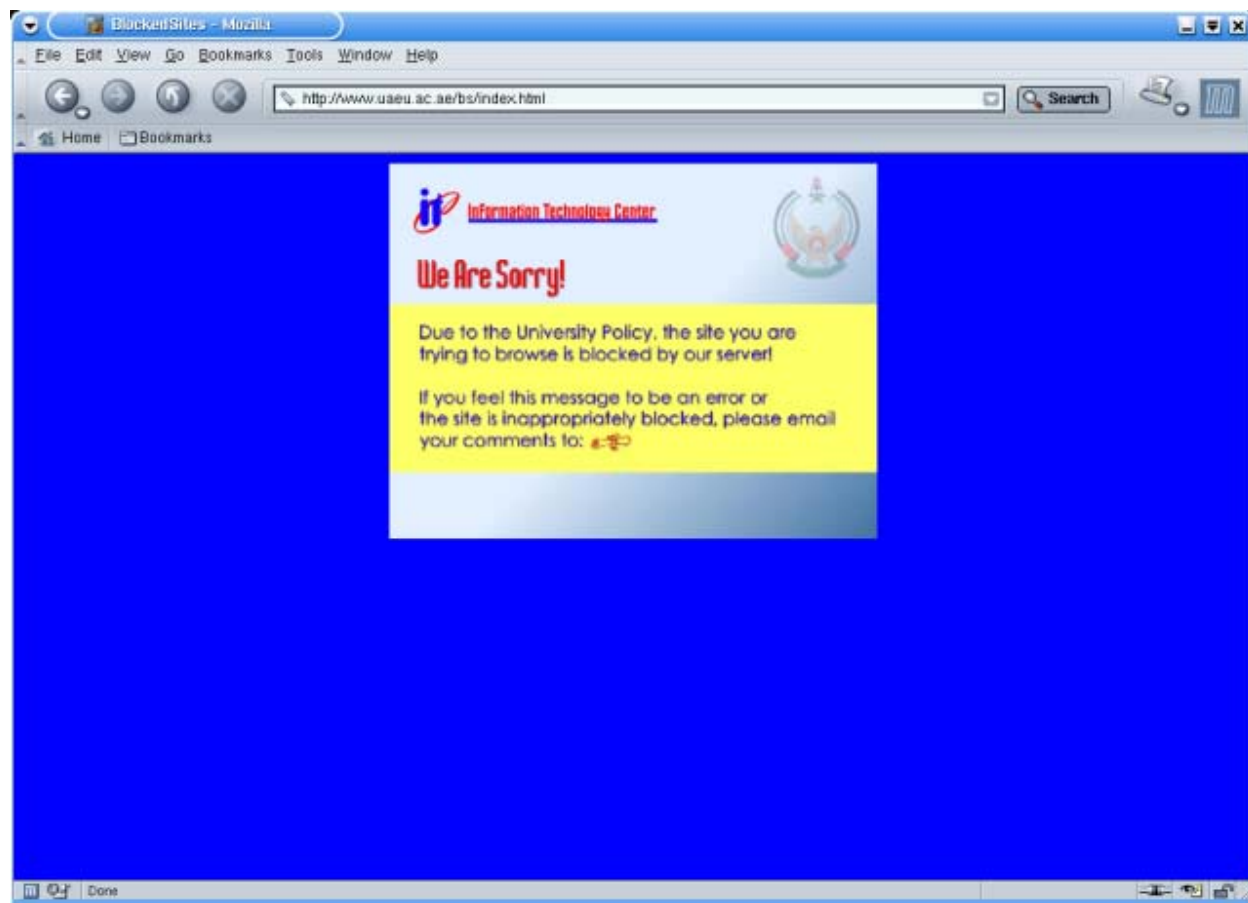 BlockedSites - Mozilla
File Edit View Go Bookmarks Tools Window Help
http://www.uaeu.ac.ae/bs/index.html Search
Home Bookmarks
it Information Technology Center
We Are Sorry!
Due to the University Policy, the site you are
trying to browse is blocked by our server!
If you feel this message to be an error or
the site is inappropriately blocked, please email
your comments to:
Done